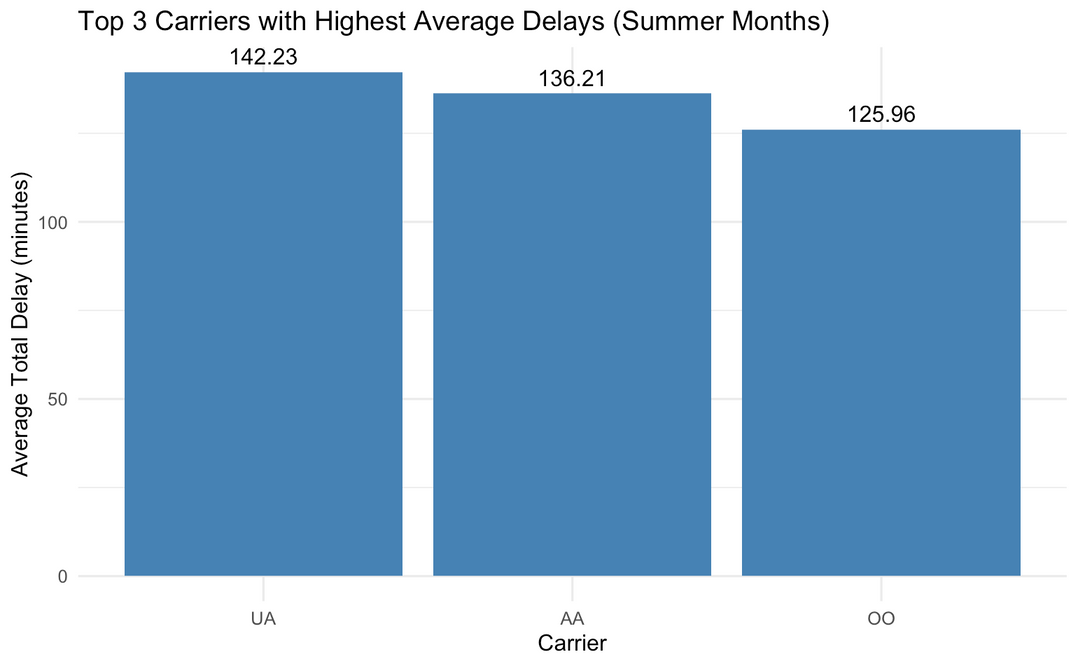 Top 3 Carriers with Highest Average Delays (Summer Months)
142.23
136.21
125.96
Average Total Delay (minutes)
100
50
0
UA
AA
OO
Carrier